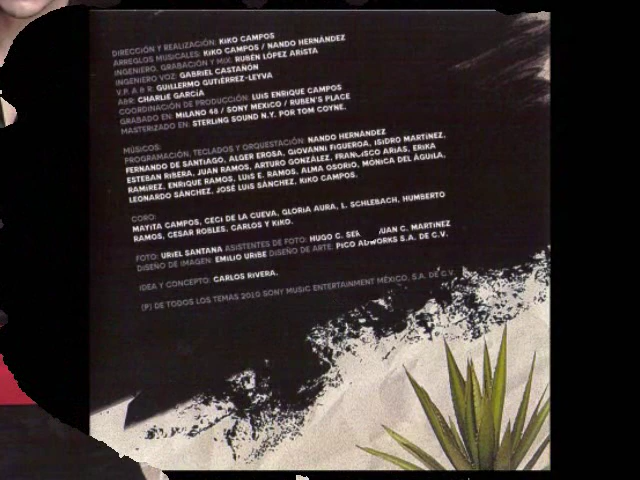 DIRECCIÓN Y REALIZACIÓN: KIKO CAMPOS
ARREGLOS MUSICALES: KIKO CAMPOS / NANDO HERNÁNDEZ
INGENIERO, GRABACIÓN Y MIX: RUBÉN LÓPEZ ARISTA
INGENIERO VOZ: GABRIEL CASTAÑÓN
V.P. A & R: GUILLERMO GUTIÉRREZ-LEYVA
A&R: CHARLIE GARCÍA
COORDINACIÓN DE PRODUCCIÓN: LUIS ENRIQUE CAMPOS
GRABADO EN: MILANO 48 / SONY MEXICO / RUBEN'S PLACE
MASTERIZADO EN: STERLING SOUND N.Y. POR TOM COYNE.
MÚSICOS:
PROGRAMACIÓN, TECLADOS Y ORQUESTACIÓN: NANDO HERNÁNDEZ
FERNANDO DE SANTIAGO, ALGER EROSA, GIOVANNI FIGUEROA, ISIDRO MARTÍNEZ,
ESTEBAN RIBERA, JUAN RAMOS, ARTURO GONZÁLEZ, FRANCISCO ARIAS, ERIKA
RAMÍREZ, ENRIQUE RAMOS, LUIS E. RAMOS, ALMA OSORIO, MÓNICA DEL ÁGUILA,
LEONARDO SÁNCHEZ, JOSÉ LUIS SÁNCHEZ, KIKO CAMPOS.
CORO:
MAYITA CAMPOS, CECI DE LA CUEVA, GLORIA AURA, L. SCHLEBACH, HUMBERTO
RAMOS, CESAR ROBLES, CARLOS Y KIKO.
FOTO: URIEL SANTANA ASISTENTES DE FOTO: HUGO C. JUAN C. MARTÍNEZ
DISEÑO DE IMAGEN: EMILIO URIBE DISEÑO DE ARTE: PICO ADWORKS S.A. DE C.V.
IDEA Y CONCEPTO: CARLOS RIVERA.
(P) DE TODOS LOS TEMAS 2010 SONY MUSIC ENTERTAINMENT MÉXICO, S.A. DE C.V.